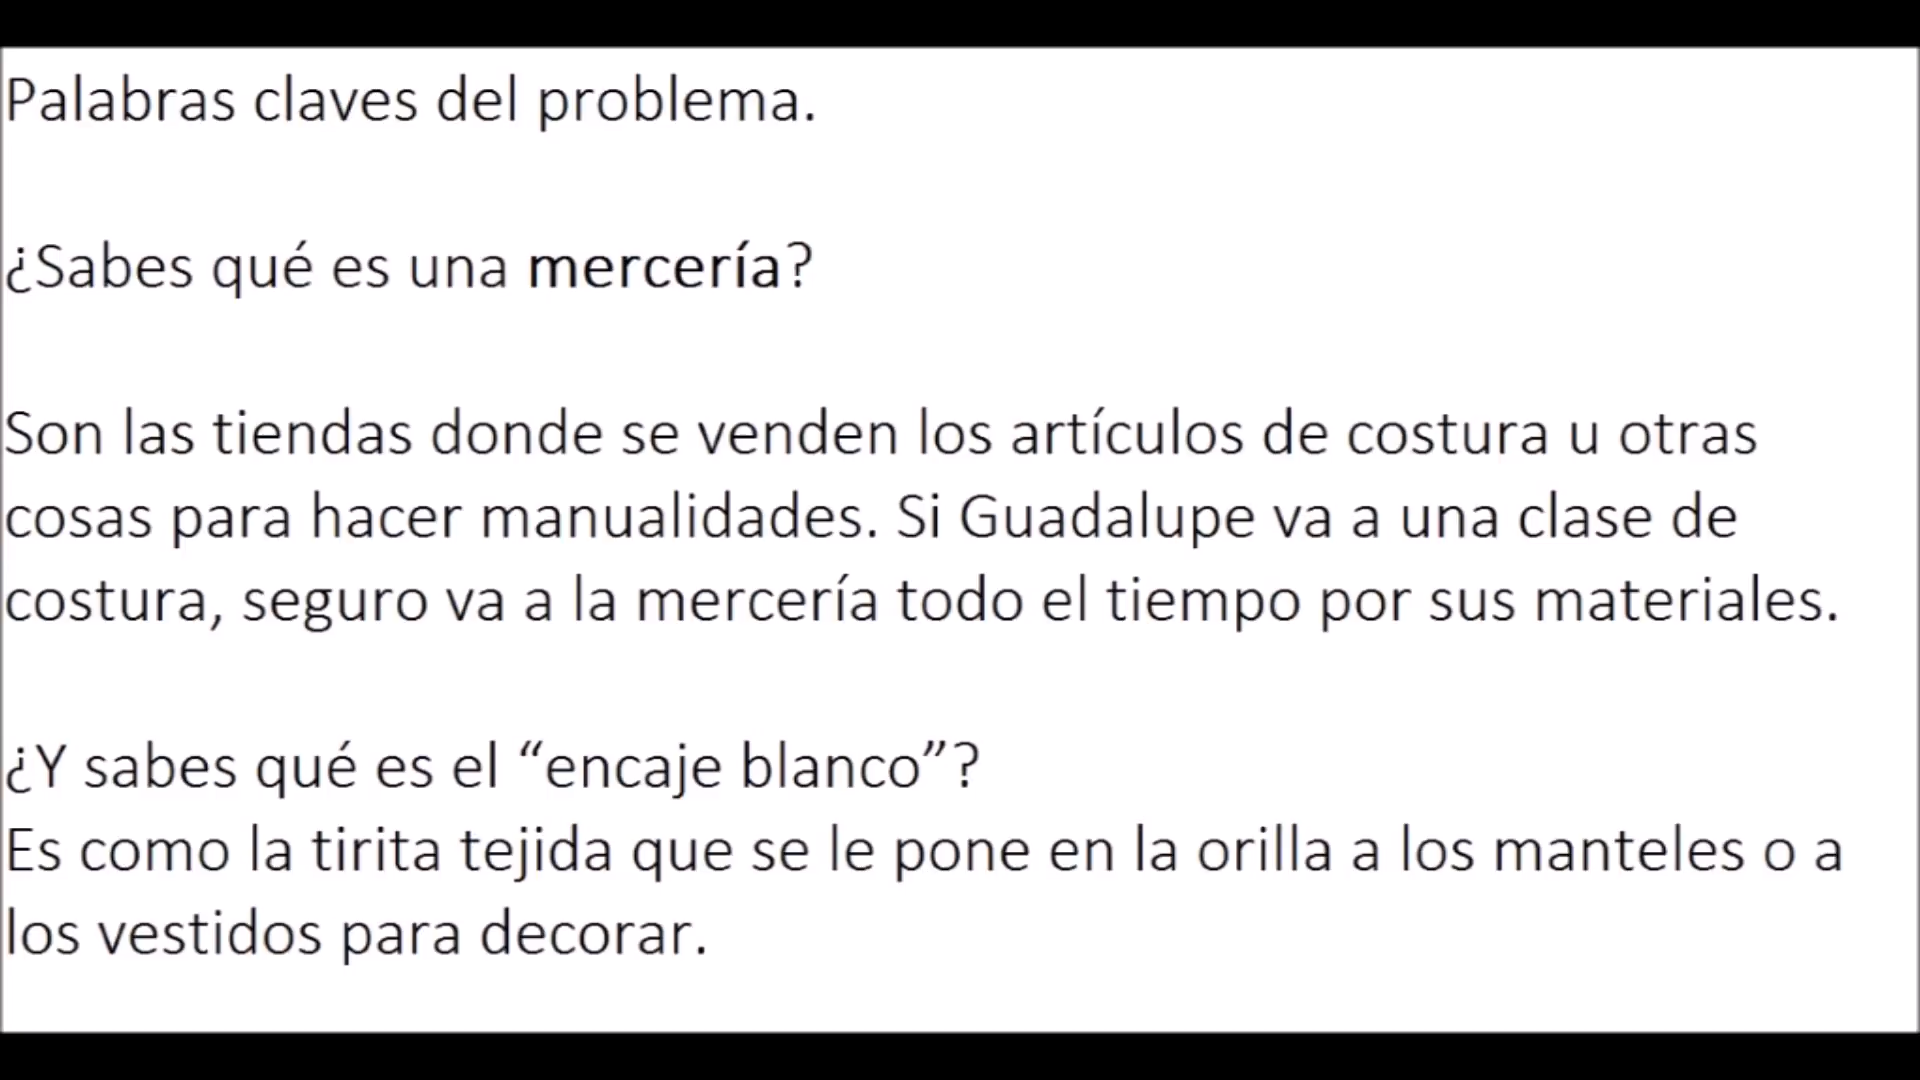 Palabras claves del problema.
¿Sabes qué es una mercería?
Son las tiendas donde se venden los artículos de costura u otras
cosas para hacer manualidades. Si Guadalupe va a una clase de
costura, seguro va a la mercería todo el tiempo por sus materiales.
¿Y sabes qué es el “encaje blanco”?
Es como la tirita tejida que se le pone en la orilla a los manteles o a
los vestidos para decorar.